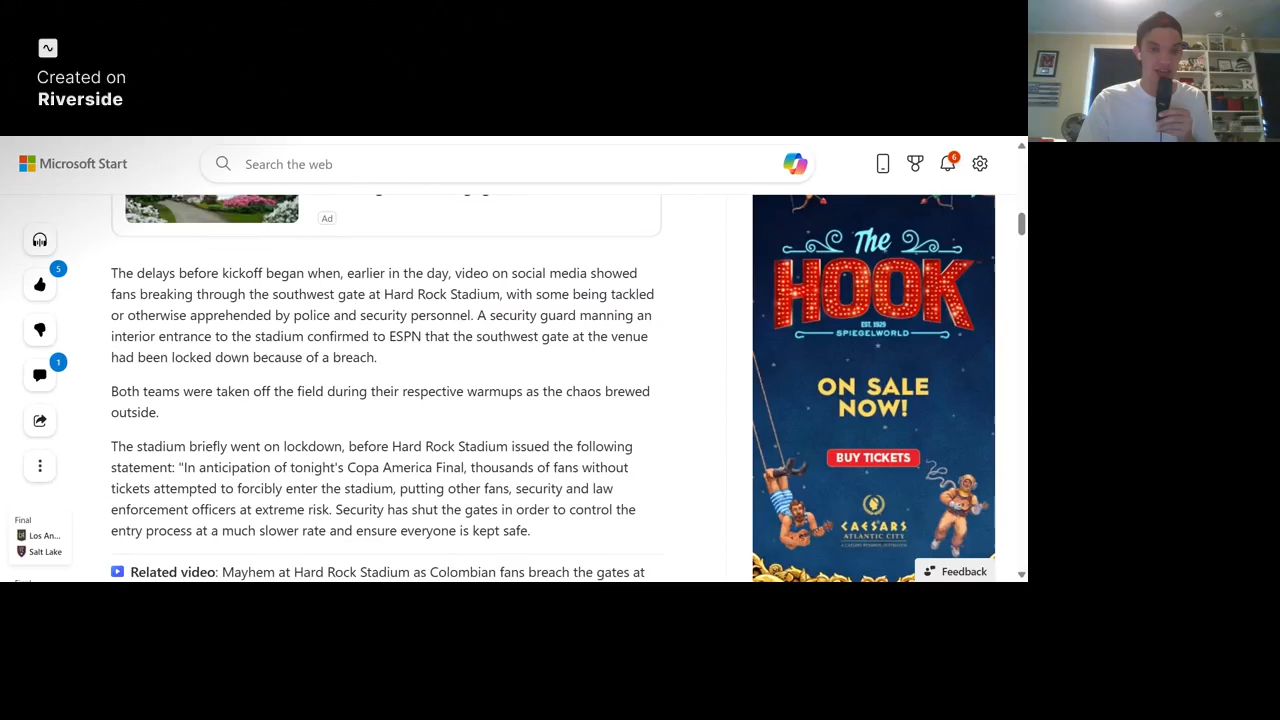 Created on
Riverside
Microsoft Start
Search the web
6
Ad
5
1
The delays before kickoff began when, earlier in the day, video on social media showed
fans breaking through the southwest gate at Hard Rock Stadium, with some being tackled
or otherwise apprehended by police and security personnel. A security guard manning an
interior entrance to the stadium confirmed to ESPN that the southwest gate at the venue
had been locked down because of a breach.
Both teams were taken off the field during their respective warmups as the chaos brewed
outside.
The stadium briefly went on lockdown, before Hard Rock Stadium issued the following
statement: "In anticipation of tonight's Copa America Final, thousands of fans without
tickets attempted to forcibly enter the stadium, putting other fans, security and law
enforcement officers at extreme risk. Security has shut the gates in order to control the
entry process at a much slower rate and ensure everyone is kept safe.
Related video: Mayhem at Hard Rock Stadium as Colombian fans breach the gates at
Final
Los An...
Salt Lake
The
HOOK
EST. 1929
SPIEGELWORLD
ON SALE
NOW!
BUY TICKETS
CAESARS
ATLANTIC CITY
Feedback